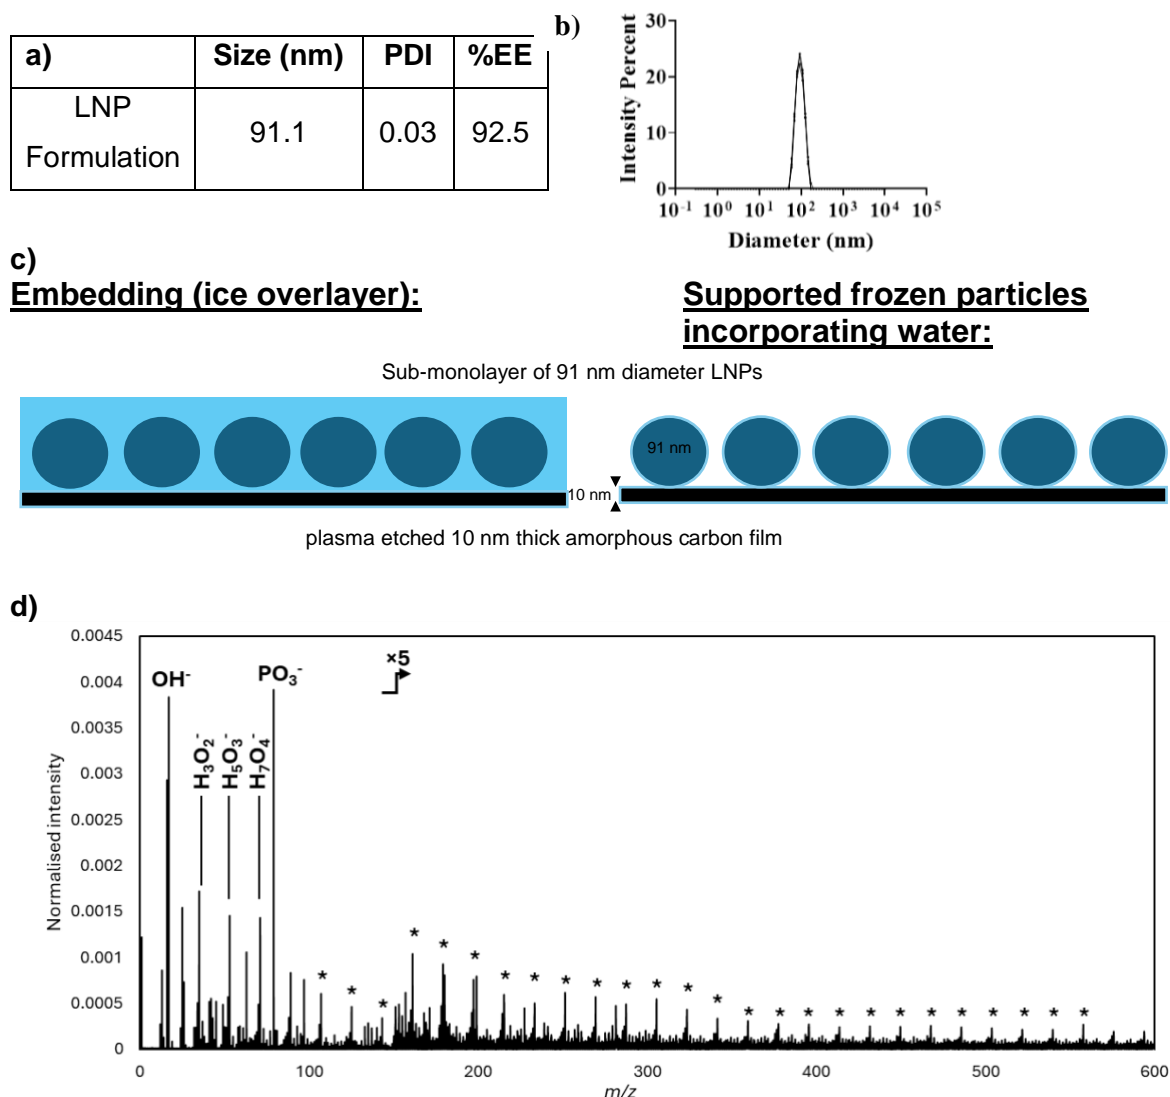 a) Size (nm) PDI %EE
LNP
Formulation
91.1 0.03 92.5
b)
30
20
10
0
Intensity Percent
10⁻¹ 10⁰ 10¹ 10² 10³ 10⁴ 10⁵
Diameter (nm)
c)
Embedding (ice overlayer):
Supported frozen particles
incorporating water:
Sub-monolayer of 91 nm diameter LNPs
91 nm
10 nm
plasma etched 10 nm thick amorphous carbon film
d)
0.0045
0.004
0.0035
0.003
0.0025
0.002
0.0015
0.001
0.0005
0
Normalised intensity
OH⁻
H₃O₂⁻
H₅O₃⁻
H₇O₄⁻
PO₃⁻
×5
* * * * * * * * * * * * * * * * * * * * * * * * * *
0 100 200 300 400 500 600
m/z